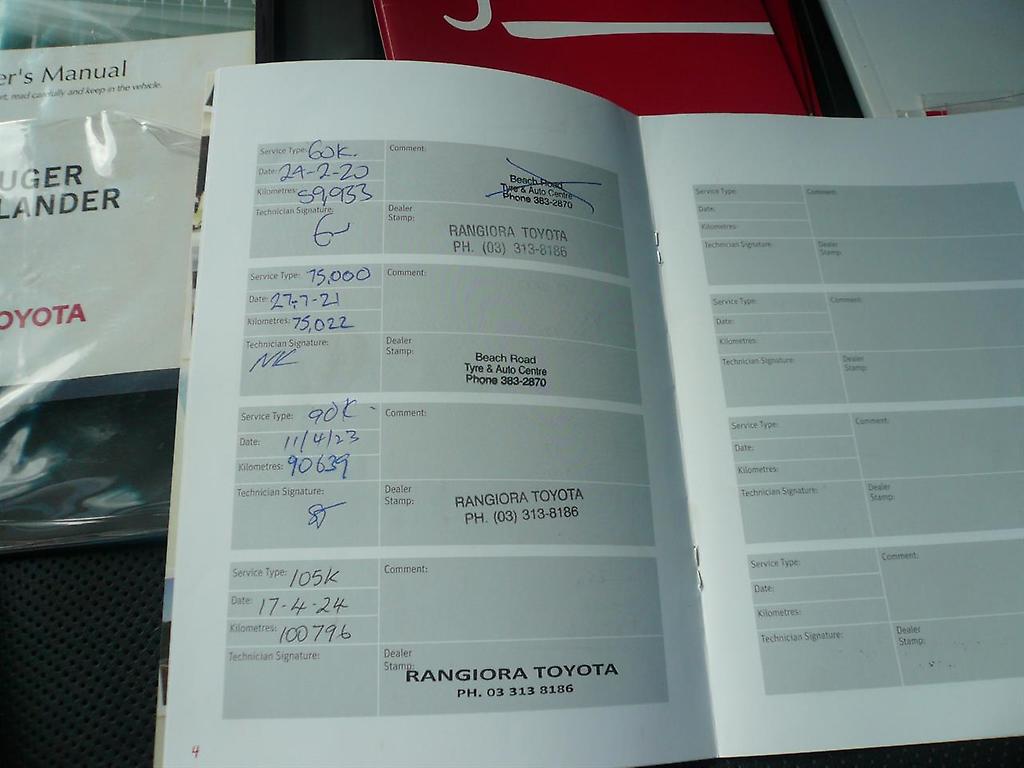 er's Manual
rt, read carefully and keep in the vehicle.
UGER
LANDER
OYOTA
Service Type: 60K.
Comment:
Date: 24-2-20
Kilometres: 59,933
Beach Road
Tyre & Auto Centre
Phone 383-2870
Technician Signature:
Dealer
Stamp:
RANGIORA TOYOTA
PH. (03) 313-8186
Service Type: 75,000
Comment:
Date: 27-7-21
Kilometres: 75,022
Technician Signature:
NK
Dealer
Stamp:
Beach Road
Tyre & Auto Centre
Phone 383-2870
Service Type: 90K
Comment:
Date: 11/4/23
Kilometres: 90639
Technician Signature:
Dealer
Stamp:
RANGIORA TOYOTA
PH. (03) 313-8186
Service Type: 105K
Comment:
Date: 17-4-24
Kilometres: 100796
Technician Signature:
Dealer
Stamp:
RANGIORA TOYOTA
PH. 03 313 8186
4
Service Type:
Comment:
Date:
Kilometres:
Technician Signature:
Dealer
Stamp:
Service Type:
Comment:
Date:
Kilometres:
Technician Signature:
Dealer
Stamp:
Service Type:
Comment:
Date:
Kilometres:
Technician Signature:
Dealer
Stamp:
Service Type:
Comment:
Date:
Kilometres:
Technician Signature:
Dealer
Stamp: